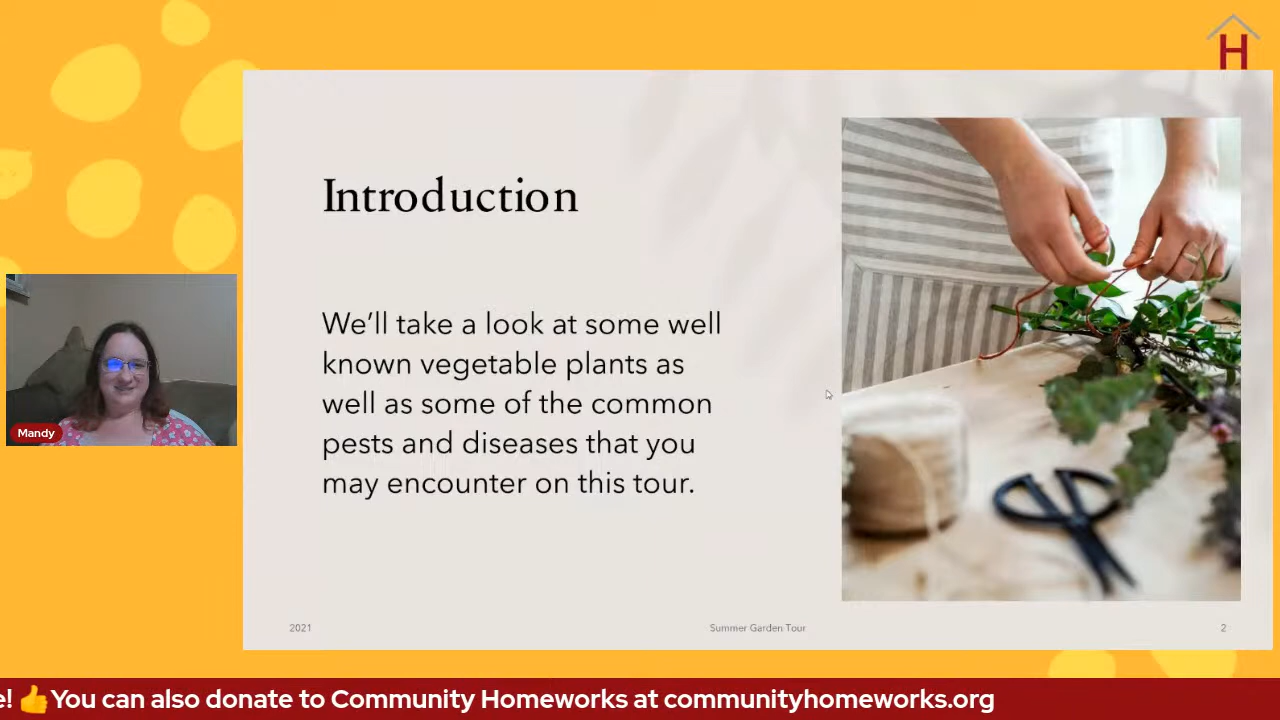 H
Introduction
We’ll take a look at some well
known vegetable plants as
well as some of the common
pests and diseases that you
may encounter on this tour.
Mandy
2021
Summer Garden Tour
2
e! 👍You can also donate to Community Homeworks at communityhomeworks.org